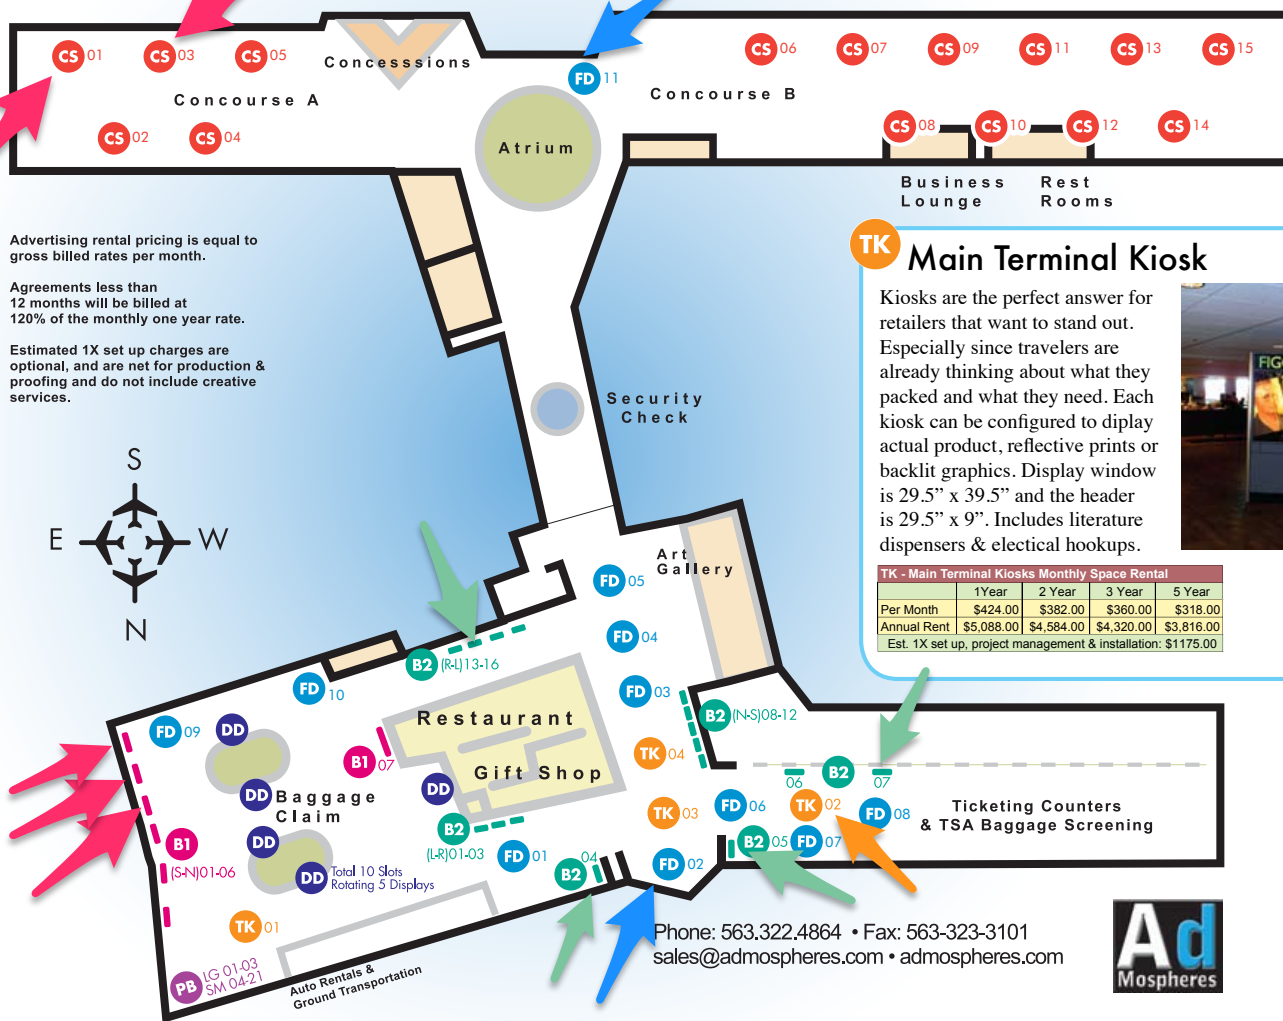 CS 01
CS 03
CS 05
Concesssions
FD 11
CS 06
CS 07
CS 09
CS 11
CS 13
CS 15
Concourse A
Concourse B
CS 02
CS 04
Atrium
CS 08
CS 10
CS 12
CS 14
Business
Lounge
Rest
Rooms
Advertising rental pricing is equal to
gross billed rates per month.
Agreements less than
12 months will be billed at
120% of the monthly one year rate.
Estimated 1X set up charges are
optional, and are net for production &
proofing and do not include creative
services.
TK Main Terminal Kiosk
Kiosks are the perfect answer for
retailers that want to stand out.
Especially since travelers are
already thinking about what they
packed and what they need. Each
kiosk can be configured to diplay
actual product, reflective prints or
backlit graphics. Display window
is 29.5” x 39.5” and the header
is 29.5” x 9”. Includes literature
dispensers & electical hookups.
FIG
TK - Main Terminal Kiosks Monthly Space Rental
1Year 2 Year 3 Year 5 Year
Per Month $424.00 $382.00 $360.00 $318.00
Annual Rent $5,088.00 $4,584.00 $4,320.00 $3,816.00
Est. 1X set up, project management & installation: $1175.00
Security
Check
S
E W
N
Art
Gallery
FD 05
FD 04
B2 (R-L)13-16
FD 10
FD 03
FD 09
DD
Restaurant
B2 (N-S)08-12
B1
07
TK 04
Gift Shop
DD
DD
Baggage
Claim
06
B2
07
TK 03
FD 06
TK 02
FD 08
Ticketing Counters
& TSA Baggage Screening
B2
(L-R)01-03
DD
B1
(S-N)01-06
B2 05
FD 07
FD 01
B2 04
FD 02
DD
Total 10 Slots
Rotating 5 Displays
TK 01
PB LG 01-03
SM 04-21
Auto Rentals &
Ground Transportation
Phone: 563.322.4864 • Fax: 563-323-3101
sales@admospheres.com • admospheres.com
Ad
Mospheres